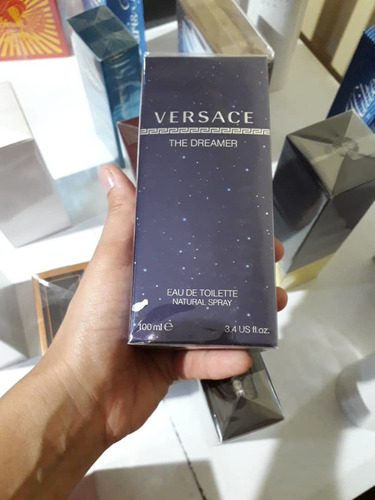 VERSACE
THE DREAMER
EAU DE TOILETTE
NATURAL SPRAY
100 ml e 3.4 US fl.oz.